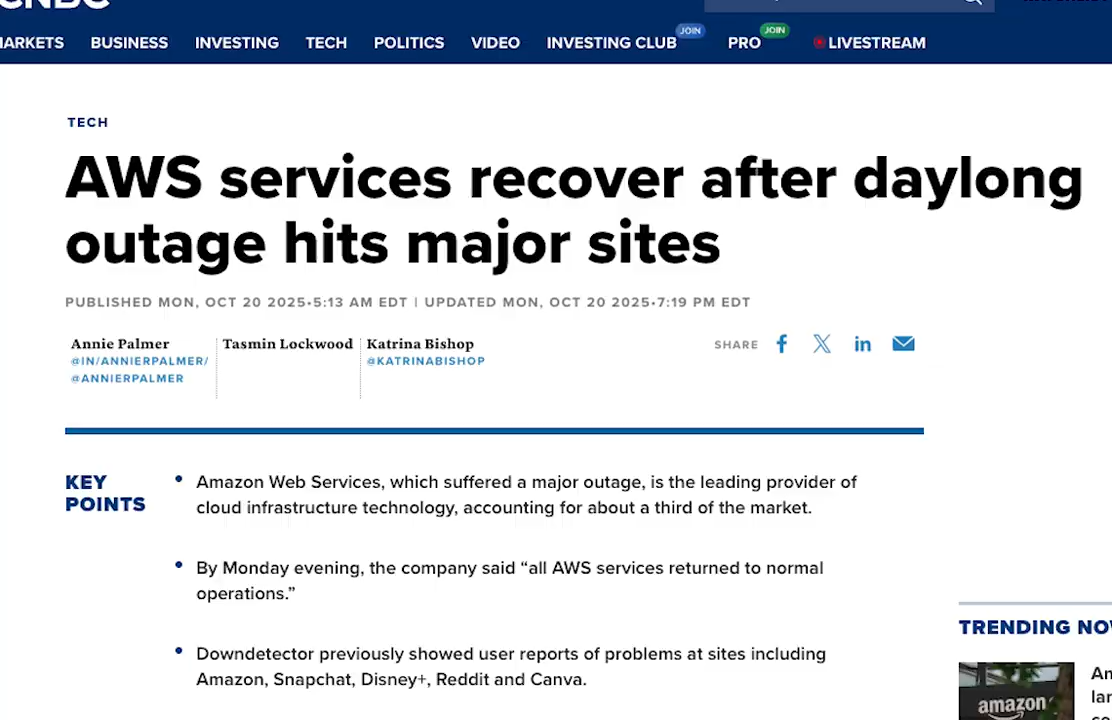 CNBC
MARKETS BUSINESS INVESTING TECH POLITICS VIDEO INVESTING CLUB JOIN PRO JOIN LIVESTREAM
TECH
AWS services recover after daylong
outage hits major sites
PUBLISHED MON, OCT 20 2025•5:13 AM EDT | UPDATED MON, OCT 20 2025•7:19 PM EDT
Annie Palmer
@IN/ANNIERPALMER/
@ANNIERPALMER
Tasmin Lockwood
Katrina Bishop
@KATRINABISHOP
SHARE
KEY
POINTS
• Amazon Web Services, which suffered a major outage, is the leading provider of
cloud infrastructure technology, accounting for about a third of the market.
• By Monday evening, the company said “all AWS services returned to normal
operations.”
• Downdetector previously showed user reports of problems at sites including
Amazon, Snapchat, Disney+, Reddit and Canva.
TRENDING NO
amazon